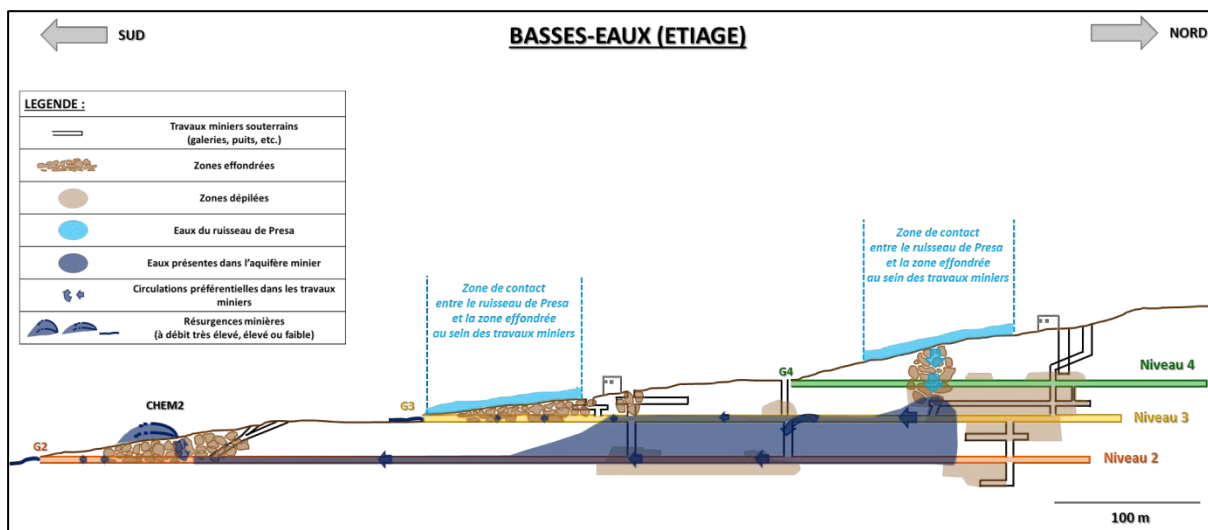 SUD
BASSES-EAUX (ETIAGE)
NORD
LEGENDE :
Travaux miniers souterrains
(galeries, puits, etc.)
Zones effondrées
Zones dépilées
Eaux du ruisseau de Presa
Eaux présentes dans l'aquifère minier
Circulations préférentielles dans les travaux
miniers
Résurgences minières
(à débit très élevé, élevé ou faible)
Zone de contact
entre le ruisseau de Presa
et la zone effondrée
au sein des travaux miniers
Zone de contact
entre le ruisseau de Presa
et la zone effondrée
au sein des travaux miniers
G4
Niveau 4
CHEM2
G3
Niveau 3
G2
Niveau 2
100 m